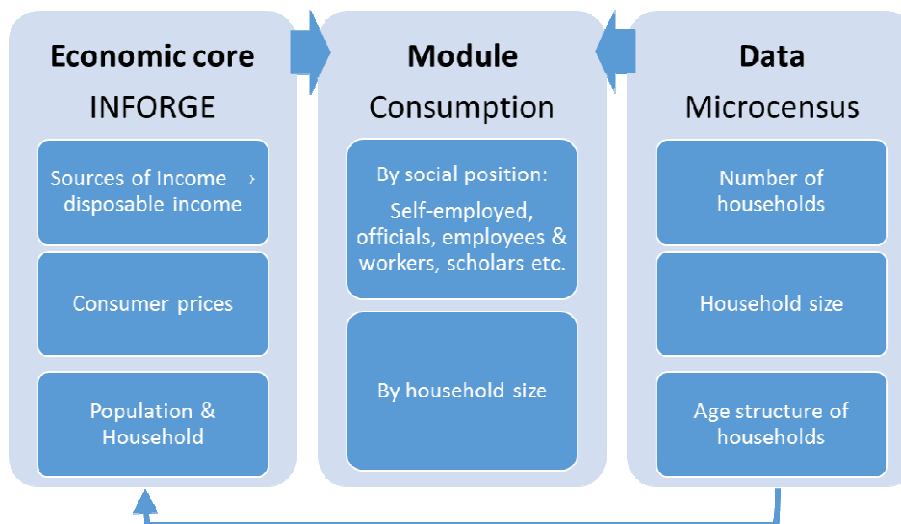 Economic core
INFORGE
Sources of Income ›
disposable income
Consumer prices
Population &
Household
Module
Consumption
By social position:
Self-employed,
officials, employees &
workers, scholars etc.
By household size
Data
Microcensus
Number of
households
Household size
Age structure of
households